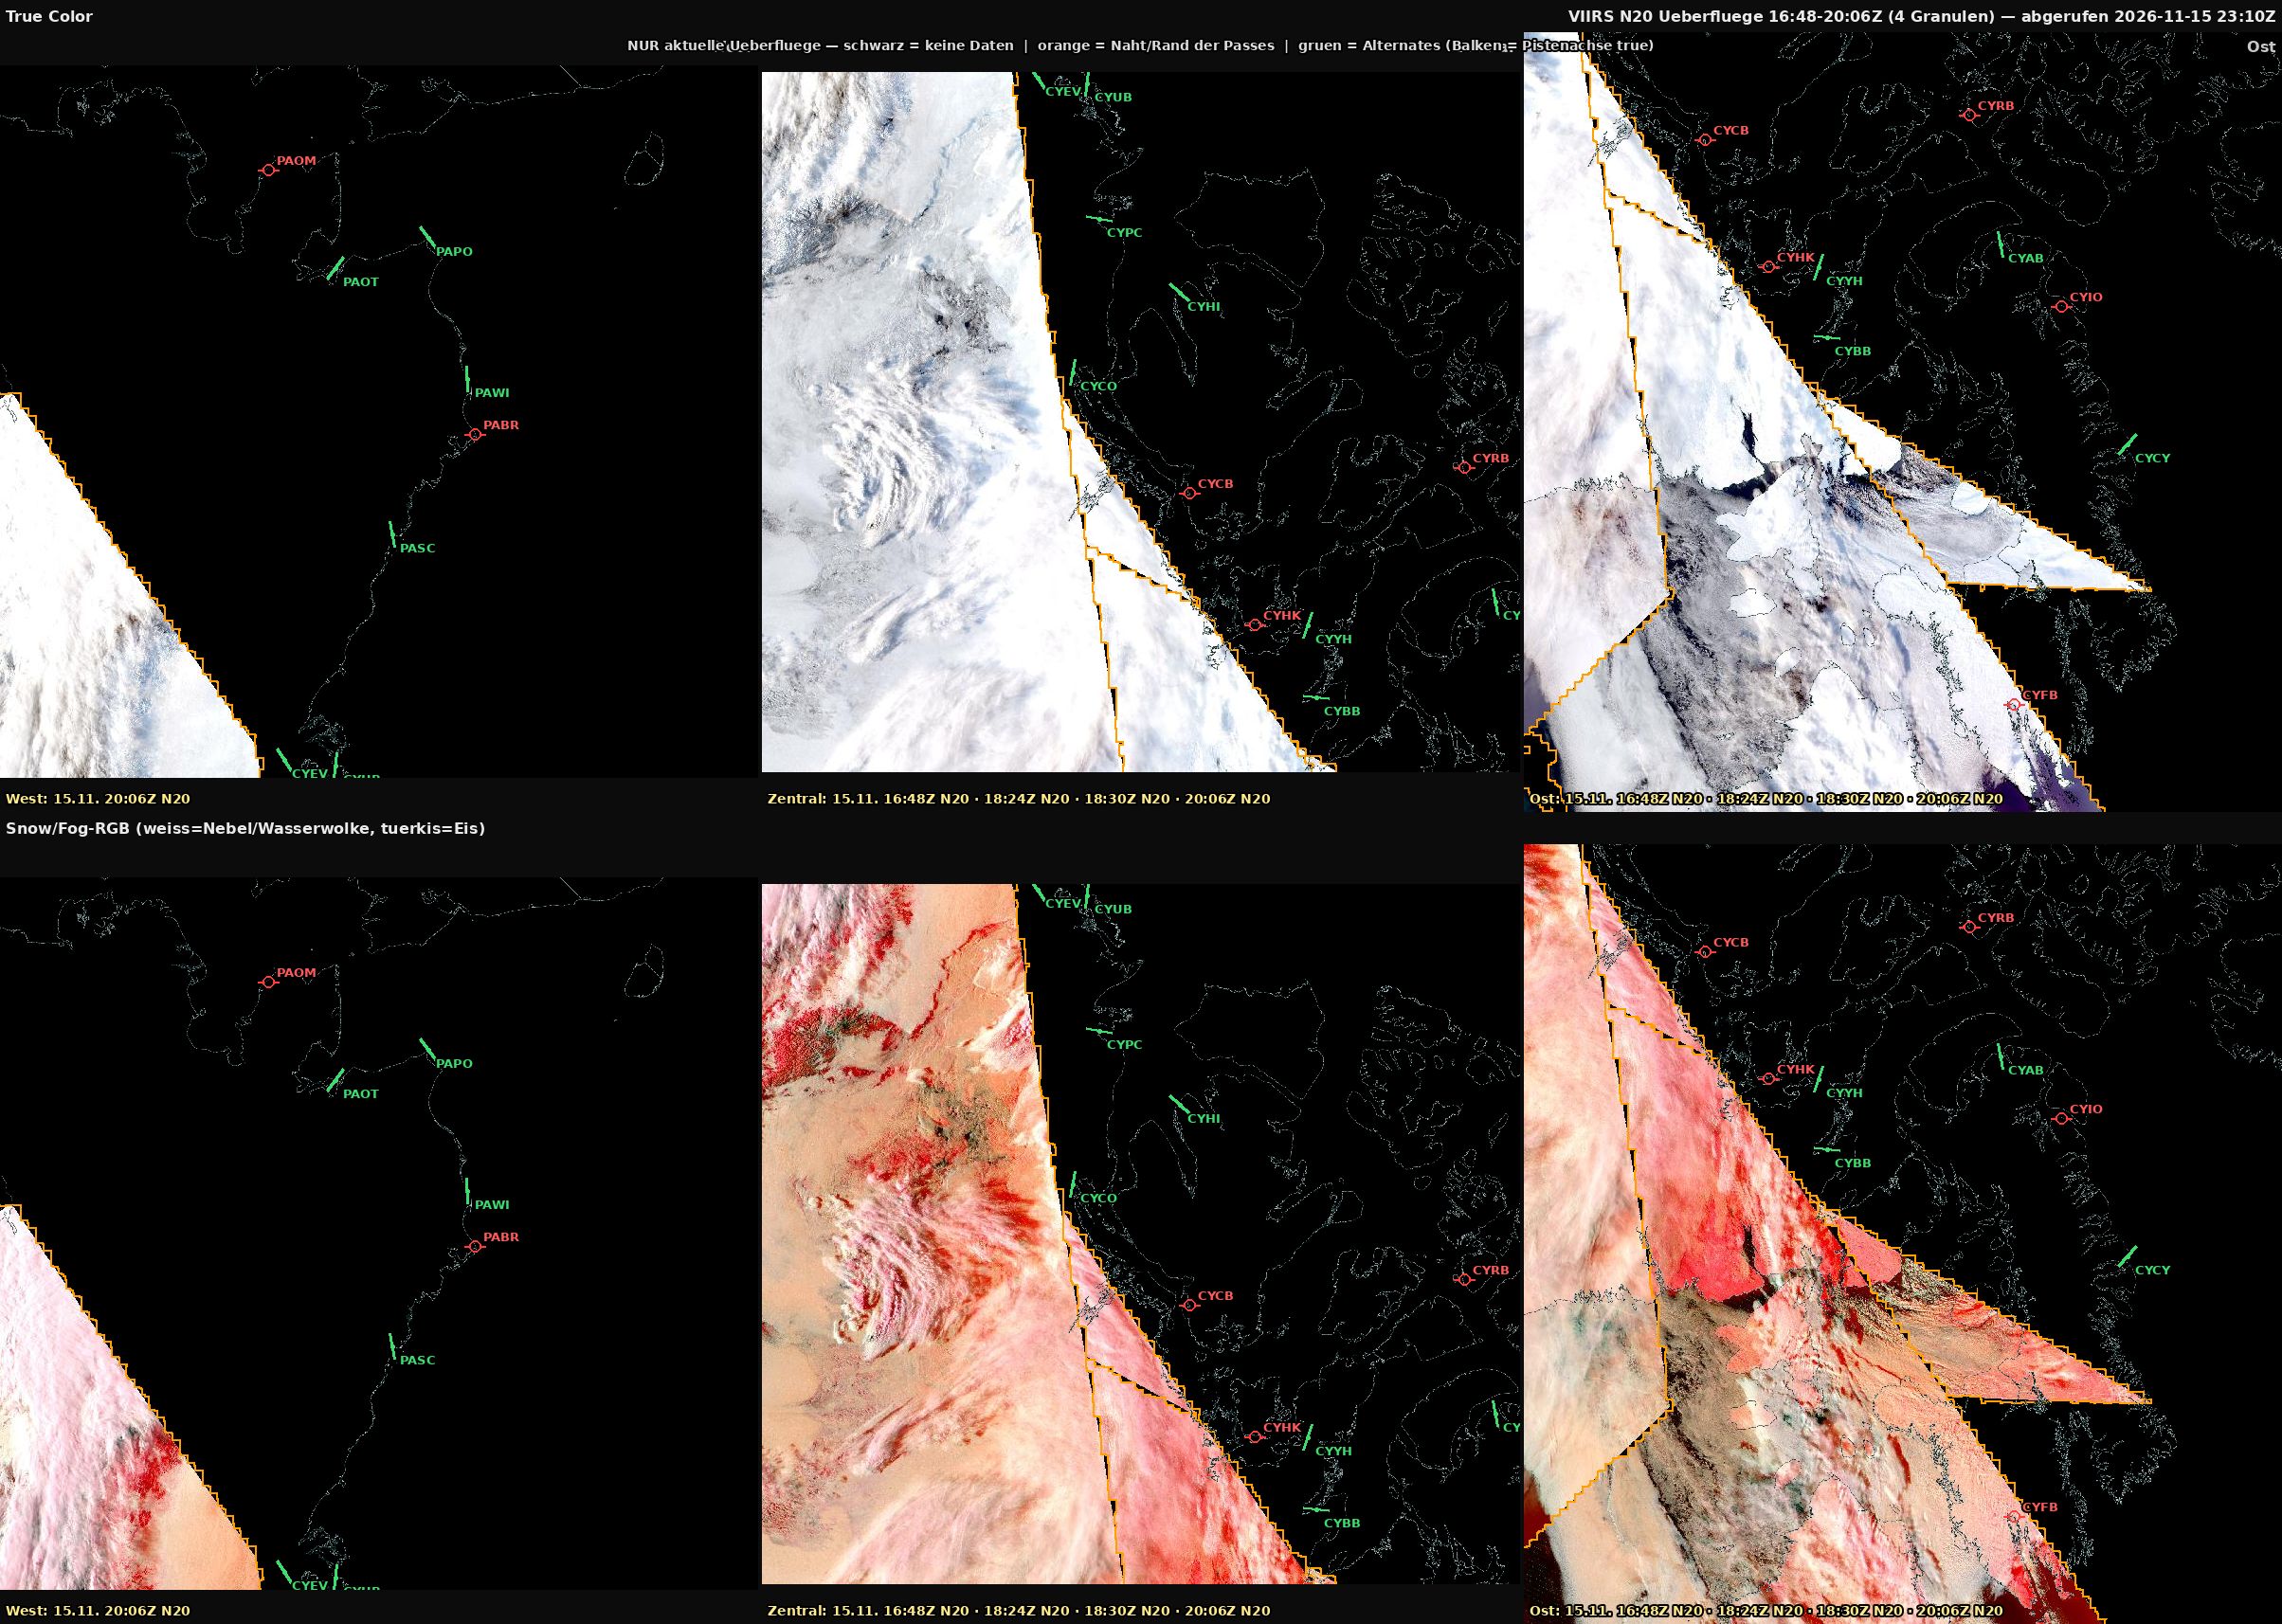 True Color
VIIRS N20 Ueberfluege 16:48-20:06Z (4 Granulen) — abgerufen 2026-11-15 23:10Z
NUR aktuelle Ueberfluege — schwarz = keine Daten | orange = Naht/Rand der Passes | gruen = Alternates (Balken = Pistenachse true)
Ost
PAOM
PAPO
PAOT
PAWI
PABR
PASC
CYEV
CYUB
West: 15.11. 20:06Z N20
CYEV
CYUB
CYPC
CYHI
CYCO
CYRB
CYCB
CYHK
CYYH
CY
CYBB
Zentral: 15.11. 16:48Z N20 · 18:24Z N20 · 18:30Z N20 · 20:06Z N20
CYRB
CYCB
CYHK
CYAB
CYYH
CYIO
CYBB
CYCY
CYFB
Ost: 15.11. 16:48Z N20 · 18:24Z N20 · 18:30Z N20 · 20:06Z N20
Snow/Fog-RGB (weiss=Nebel/Wasserwolke, tuerkis=Eis)
PAOM
PAPO
PAOT
PAWI
PABR
PASC
CYEV
CYUB
West: 15.11. 20:06Z N20
CYEV
CYUB
CYPC
CYHI
CYCO
CYRB
CYCB
CYHK
CYYH
CY
CYBB
Zentral: 15.11. 16:48Z N20 · 18:24Z N20 · 18:30Z N20 · 20:06Z N20
CYRB
CYCB
CYHK
CYAB
CYYH
CYIO
CYBB
CYCY
CYFB
Ost: 15.11. 16:48Z N20 · 18:24Z N20 · 18:30Z N20 · 20:06Z N20